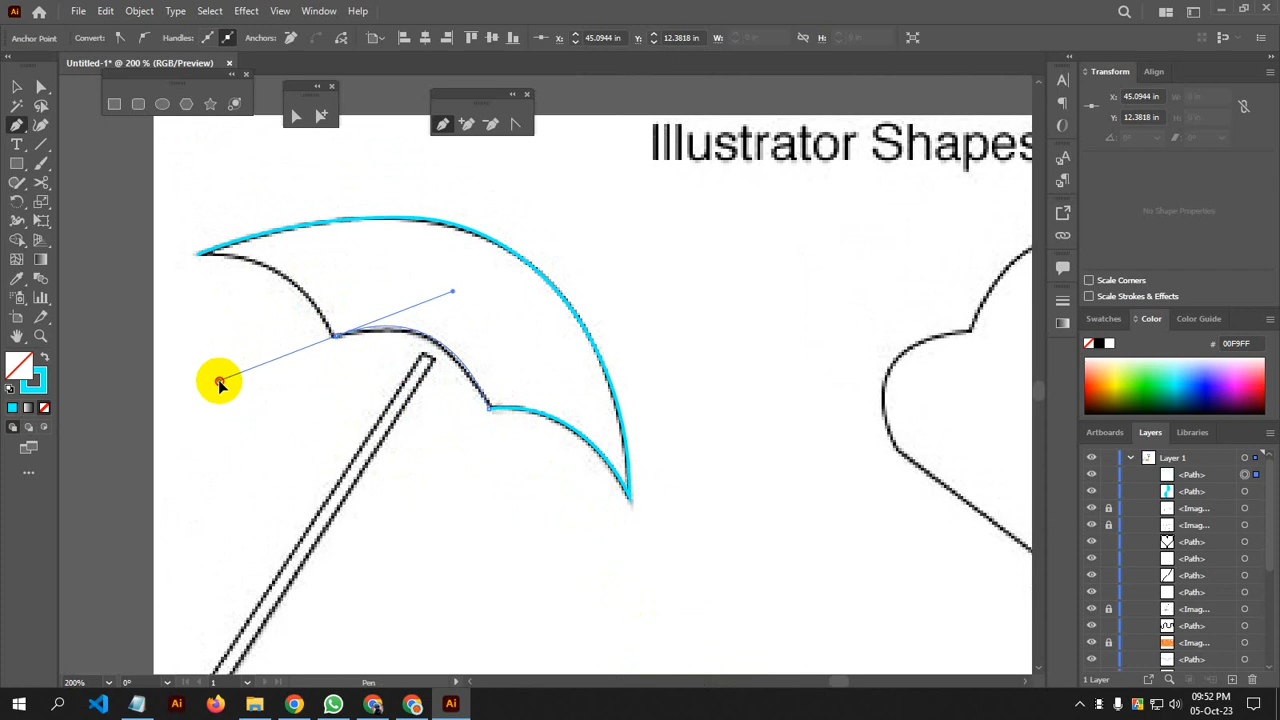 Ai
File Edit Object Type Select Effect View Window Help
Anchor Point Convert: Handles: Anchors: X: 45.0944 in Y: 12.3818 in W: H:
Untitled-1* @ 200 % (RGB/Preview)
Illustrator Shapes
Transform Align
X: 45.0944 in
Y: 12.3818 in
No Shape Properties
Scale Corners
Scale Strokes & Effects
Swatches Color Color Guide
# 00F9FF
Artboards Layers Libraries
Layer 1
<Path>
<Path>
<Imag...
<Imag...
<Path>
<Path>
<Path>
<Path>
<Imag...
<Path>
<Imag...
<Path>
1 Layer
200% 0° 1 Pen
09:52 PM
05-Oct-23